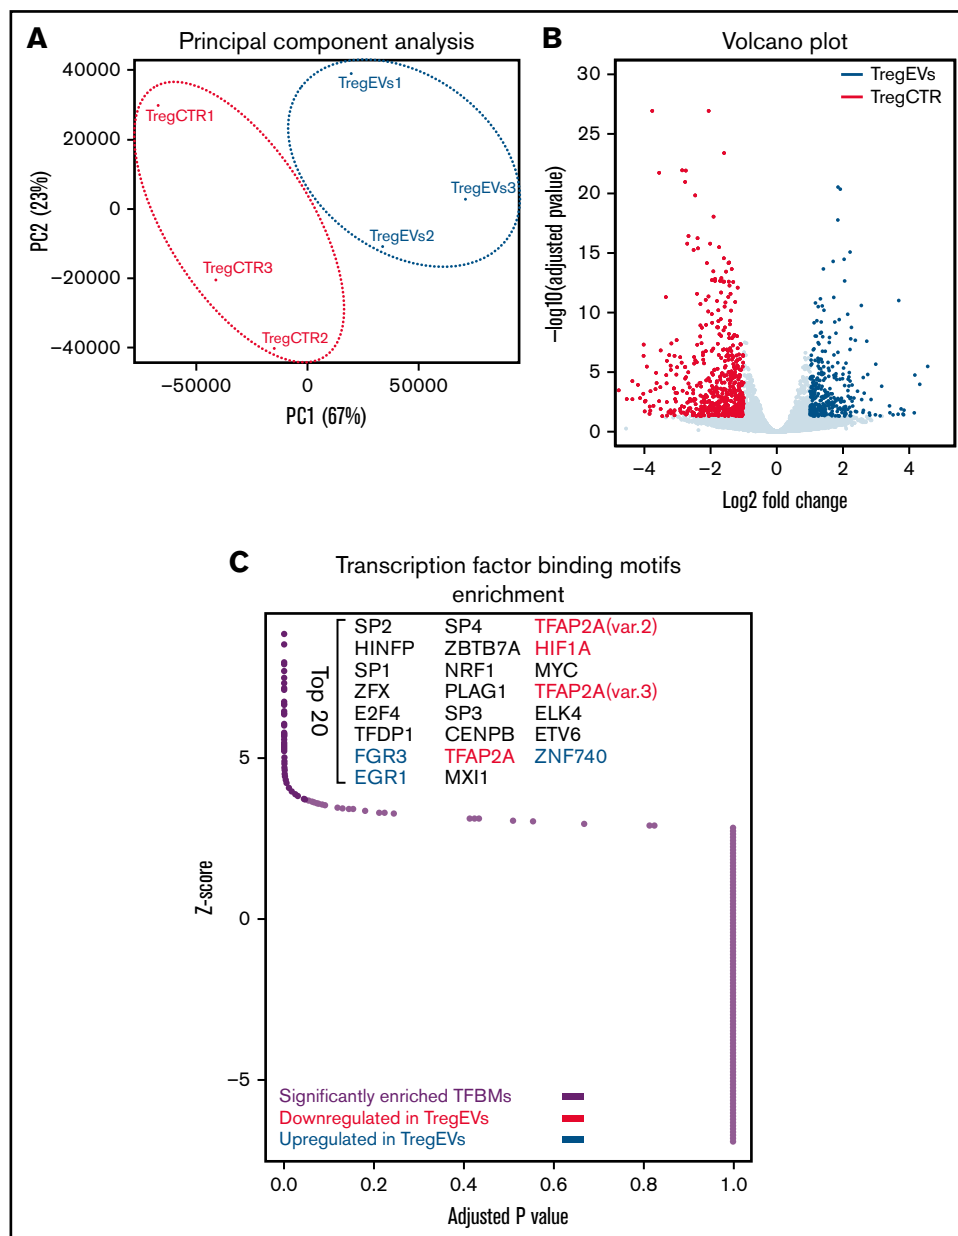 A
Principal component analysis
40000
20000
0
−20000
−40000
PC2 (23%)
TregCTR1
TregEVs1
TregEVs3
TregEVs2
TregCTR3
TregCTR2
−50000
0
50000
PC1 (67%)
B
Volcano plot
30
25
20
15
10
5
0
−log10(adjusted pvalue)
TregEVs
TregCTR
−4
−2
0
2
4
Log2 fold change
C
Transcription factor binding motifs
enrichment
Top 20
SP2 SP4 TFAP2A(var.2)
HINFP ZBTB7A HIF1A
SP1 NRF1 MYC
ZFX PLAG1 TFAP2A(var.3)
E2F4 SP3 ELK4
TFDP1 CENPB ETV6
FGR3 TFAP2A ZNF740
EGR1 MXI1
5
0
−5
Z-score
Significantly enriched TFBMs
Downregulated in TregEVs
Upregulated in TregEVs
0.0
0.2
0.4
0.6
0.8
1.0
Adjusted P value